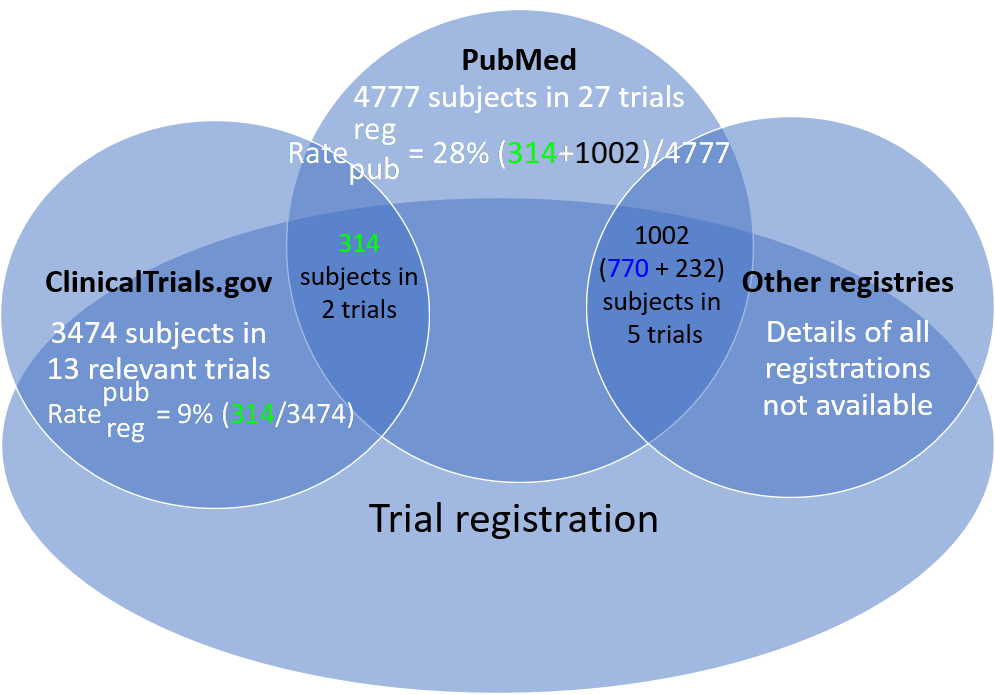 PubMed
4777 subjects in 27 trials
Rate reg pub = 28% (314+1002)/4777
314
subjects in
2 trials
1002
(770 + 232)
subjects in
5 trials
ClinicalTrials.gov
3474 subjects in
13 relevant trials
Rate pub reg = 9% (314/3474)
Other registries
Details of all
registrations
not available
Trial registration